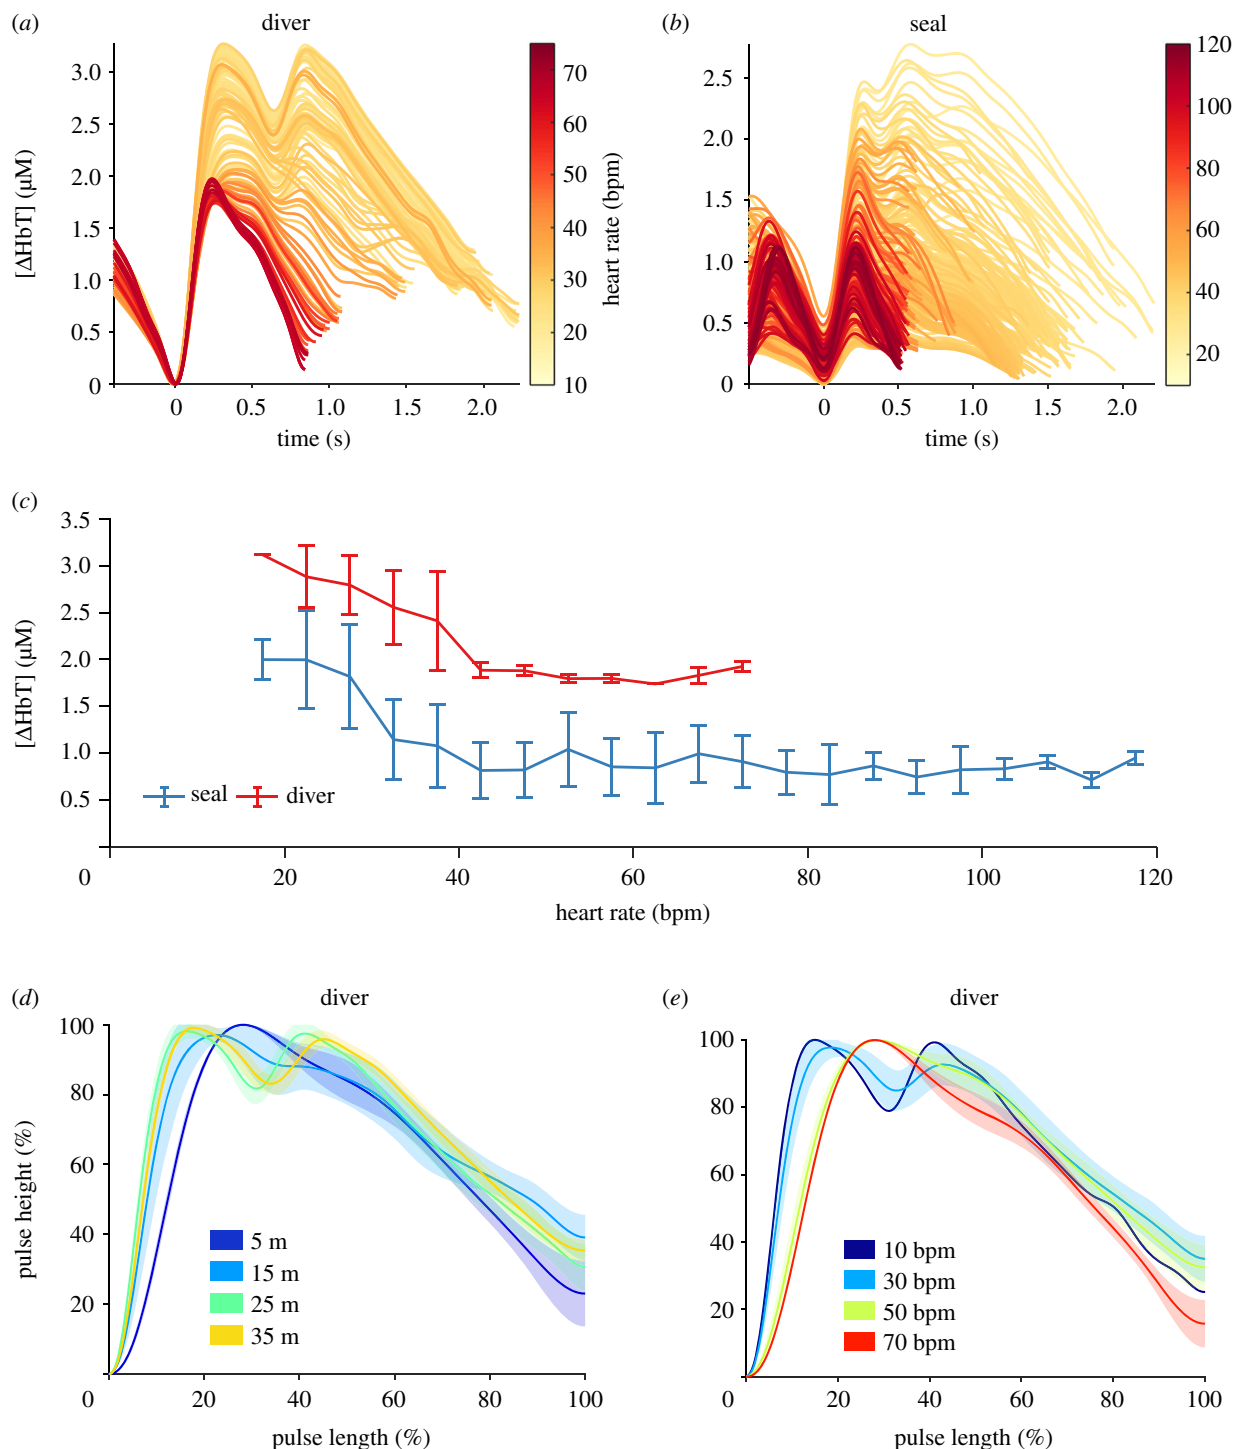 (a)
diver
3.0
2.5
2.0
1.5
1.0
0.5
0
[ΔHbT] (μM)
0
0.5
1.0
1.5
2.0
time (s)
70
60
50
40
30
20
10
heart rate (bpm)
(b)
seal
2.5
2.0
1.5
1.0
0.5
0
0
0.5
1.0
1.5
2.0
time (s)
120
100
80
60
40
20
(c)
3.5
3.0
2.5
2.0
1.5
1.0
0.5
[ΔHbT] (μM)
seal
diver
0
20
40
60
80
100
120
heart rate (bpm)
(d)
diver
100
80
60
40
20
pulse height (%)
5 m
15 m
25 m
35 m
0
20
40
60
80
100
pulse length (%)
(e)
diver
100
80
60
40
20
10 bpm
30 bpm
50 bpm
70 bpm
0
20
40
60
80
100
pulse length (%)